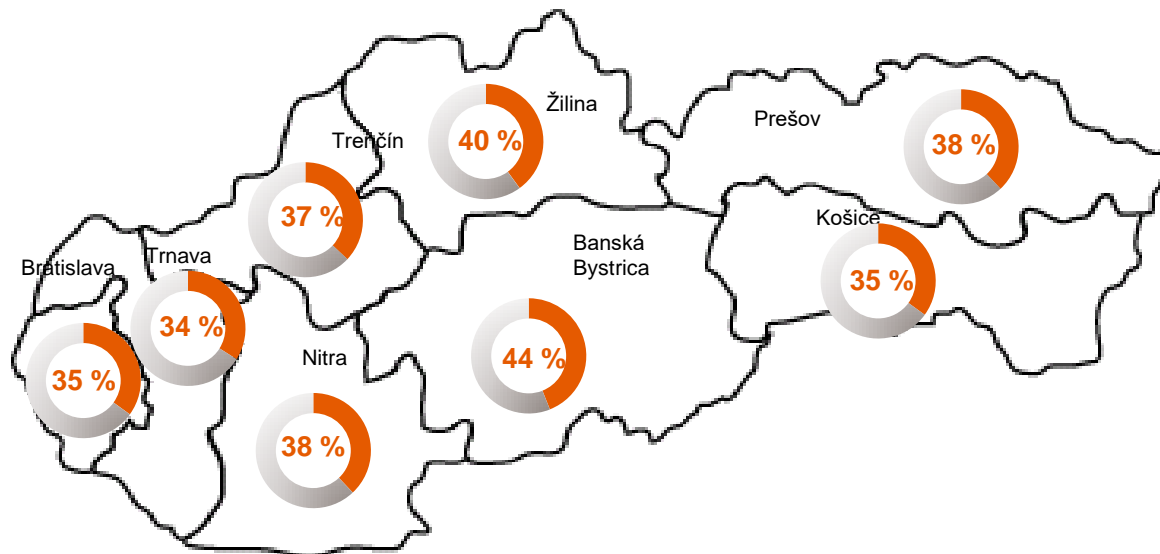 Žilina
40 %
Prešov
38 %
Trenčín
37 %
Košice
35 %
Banská
Bystrica
44 %
Bratislava
35 %
Trnava
34 %
Nitra
38 %